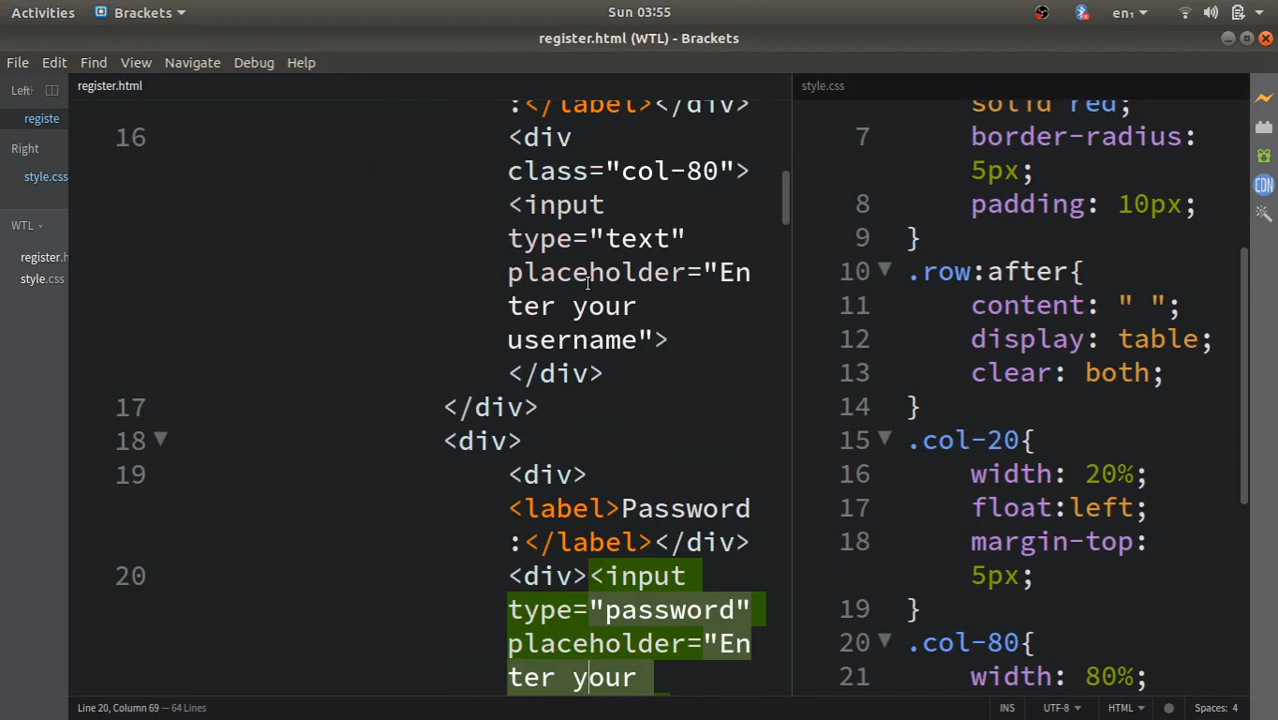 Activities Brackets Sun 03:55 en₁
register.html (WTL) - Brackets
File Edit Find View Navigate Debug Help
Left
registe
Right
style.css
WTL
register.h
style.css
register.html
:</label></div>
16 <div
class="col-80">
<input
type="text"
placeholder="En
ter your
username">
</div>
17 </div>
18 <div>
19 <div>
<label>Password
:</label></div>
20 <div><input
type="password"
placeholder="En
ter your
style.css
solid red;
7 border-radius:
5px;
8 padding: 10px;
9 }
10 .row:after{
11 content: " ";
12 display: table;
13 clear: both;
14 }
15 .col-20{
16 width: 20%;
17 float:left;
18 margin-top:
5px;
19 }
20 .col-80{
21 width: 80%;
CDN
Line 20, Column 69 — 64 Lines INS UTF-8 HTML Spaces: 4